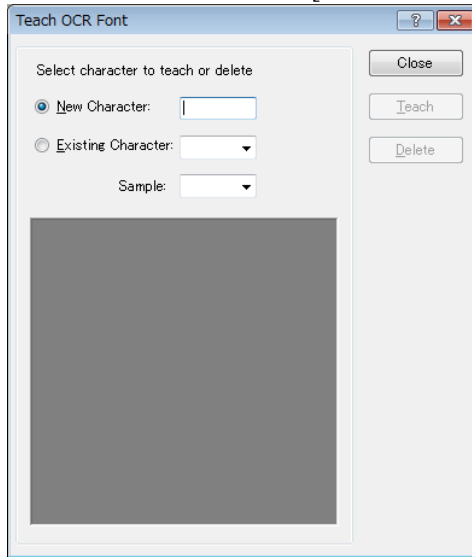 Teach OCR Font
Select character to teach or delete
New Character:
Existing Character:
Sample:
Close
Teach
Delete